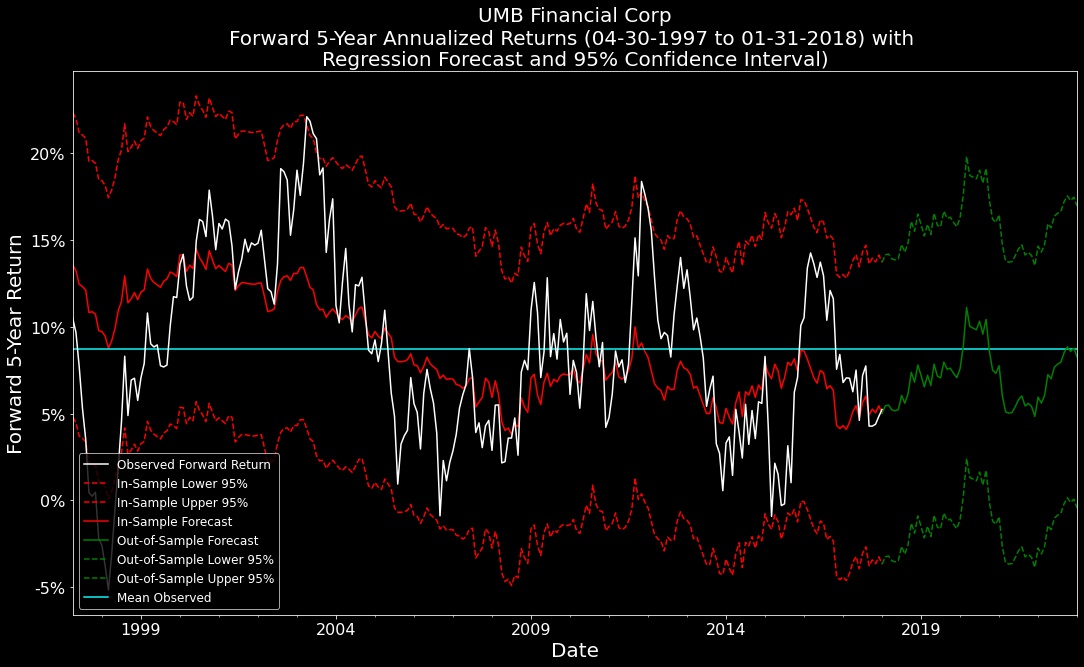 UMB Financial Corp
Forward 5-Year Annualized Returns (04-30-1997 to 01-31-2018) with
Regression Forecast and 95% Confidence Interval)
Forward 5-Year Return
20%
15%
10%
5%
0%
-5%
Observed Forward Return
In-Sample Lower 95%
In-Sample Upper 95%
In-Sample Forecast
Out-of-Sample Forecast
Out-of-Sample Lower 95%
Out-of-Sample Upper 95%
Mean Observed
1999
2004
2009
2014
2019
Date